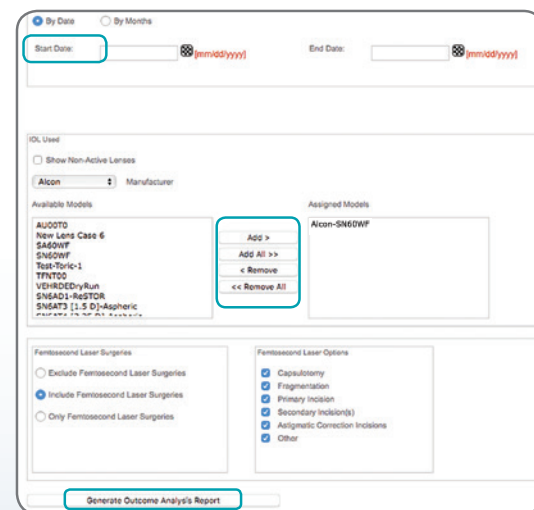 By Date By Months
Start Date: [mm/dd/yyyy] End Date: [mm/dd/yyyy]
IOL Used
Show Non-Active Lenses
Alcon Manufacturer
Available Models Assigned Models
AU00T0
New Lens Case 6
SA60WF
SN60WF
Test-Toric-1
TFNT00
VEHRDEDryRun
SN6AD1-ReSTOR
SN6AT3 [1.5 D]-Aspheric
Add >
Add All >>
< Remove
<< Remove All
Alcon-SN60WF
Femtosecond Laser Surgeries
Exclude Femtosecond Laser Surgeries
Include Femtosecond Laser Surgeries
Only Femtosecond Laser Surgeries
Femtosecond Laser Options
Capsulotomy
Fragmentation
Primary Incision
Secondary Incision(s)
Astigmatic Correction Incisions
Other
Generate Outcome Analysis Report